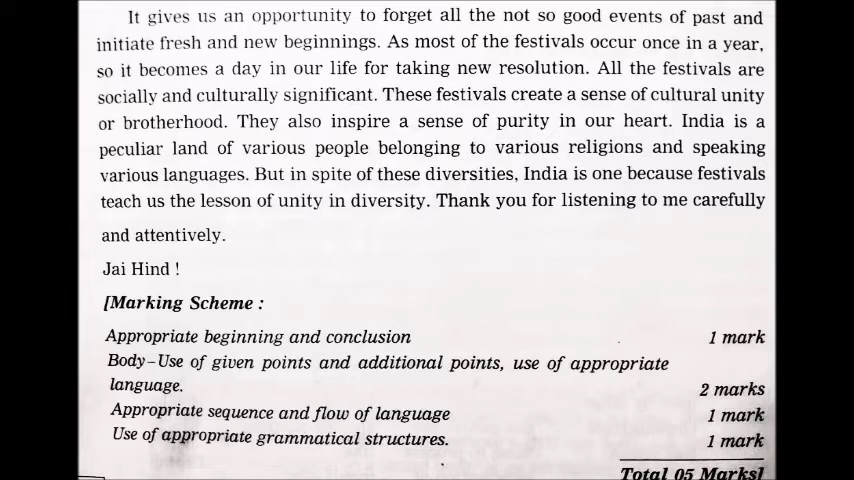 It gives us an opportunity to forget all the not so good events of past and
initiate fresh and new beginnings. As most of the festivals occur once in a year,
so it becomes a day in our life for taking new resolution. All the festivals are
socially and culturally significant. These festivals create a sense of cultural unity
or brotherhood. They also inspire a sense of purity in our heart. India is a
peculiar land of various people belonging to various religions and speaking
various languages. But in spite of these diversities, India is one because festivals
teach us the lesson of unity in diversity. Thank you for listening to me carefully
and attentively.
Jai Hind !
[Marking Scheme :
Appropriate beginning and conclusion 1 mark
Body–Use of given points and additional points, use of appropriate
language. 2 marks
Appropriate sequence and flow of language 1 mark
Use of appropriate grammatical structures. 1 mark
Total 05 Marks]